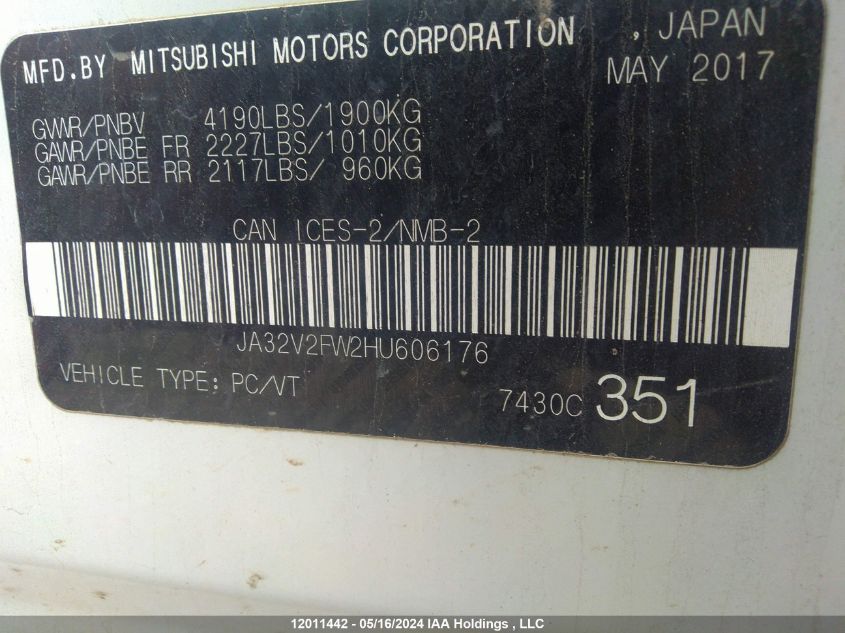 MFD.BY MITSUBISHI MOTORS CORPORATION , JAPAN
MAY 2017
GVWR/PNBV 4190LBS/1900KG
GAWR/PNBE FR 2227LBS/1010KG
GAWR/PNBE RR 2117LBS/ 960KG
CAN ICES-2/NMB-2
JA32V2FW2HU606176
VEHICLE TYPE: PC/VT
7430C 351
12011442 - 05/16/2024 IAA Holdings , LLC